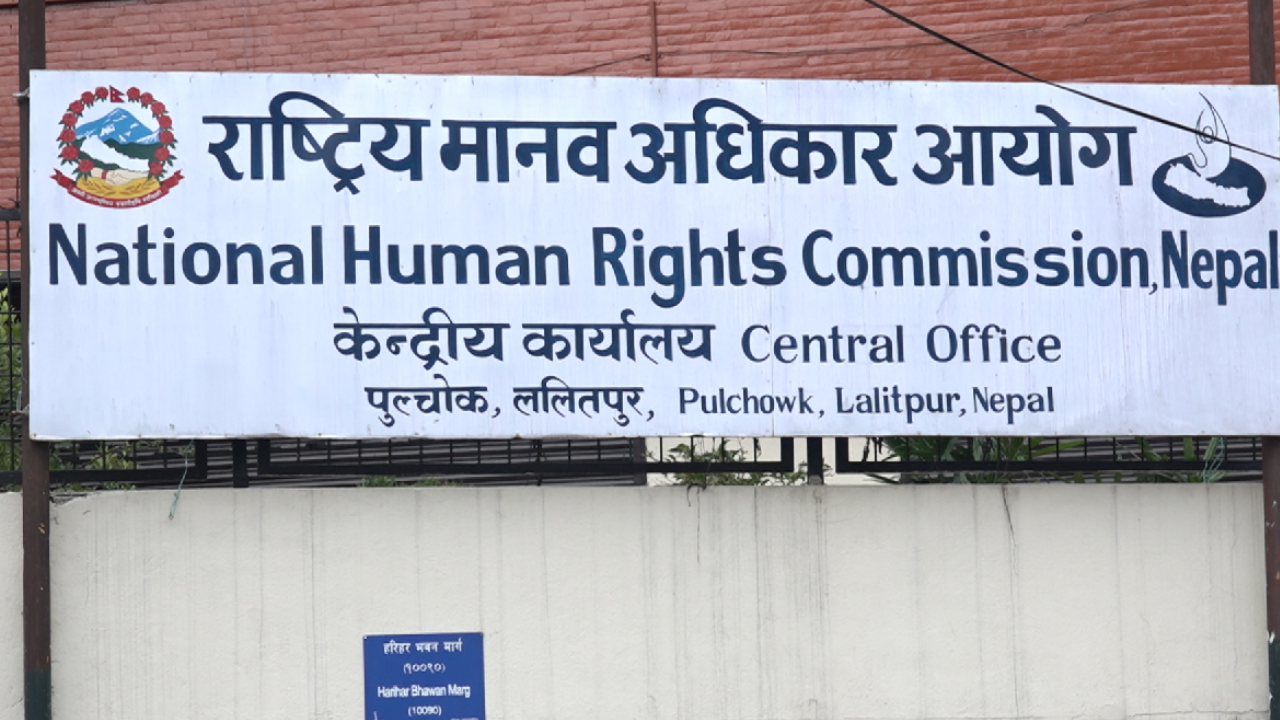 राष्ट्रिय मानव अधिकार आयोग
National Human Rights Commission, Nepal
केन्द्रीय कार्यालय Central Office
पुल्चोक, ललितपुर, Pulchowk, Lalitpur, Nepal
हरिहर भवन मार्ग
(१००९०)
Harihar Bhawan Marg
(10090)